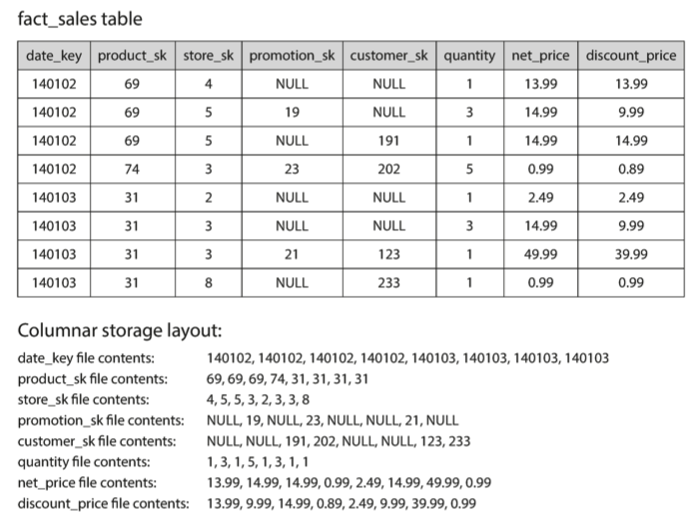 fact_sales table
date_key product_sk store_sk promotion_sk customer_sk quantity net_price discount_price
140102 69 4 NULL NULL 1 13.99 13.99
140102 69 5 19 NULL 3 14.99 9.99
140102 69 5 NULL 191 1 14.99 14.99
140102 74 3 23 202 5 0.99 0.89
140103 31 2 NULL NULL 1 2.49 2.49
140103 31 3 NULL NULL 3 14.99 9.99
140103 31 3 21 123 1 49.99 39.99
140103 31 8 NULL 233 1 0.99 0.99
Columnar storage layout:
date_key file contents: 140102, 140102, 140102, 140102, 140103, 140103, 140103, 140103
product_sk file contents: 69, 69, 69, 74, 31, 31, 31, 31
store_sk file contents: 4, 5, 5, 3, 2, 3, 3, 8
promotion_sk file contents: NULL, 19, NULL, 23, NULL, NULL, 21, NULL
customer_sk file contents: NULL, NULL, 191, 202, NULL, NULL, 123, 233
quantity file contents: 1, 3, 1, 5, 1, 3, 1, 1
net_price file contents: 13.99, 14.99, 14.99, 0.99, 2.49, 14.99, 49.99, 0.99
discount_price file contents: 13.99, 9.99, 14.99, 0.89, 2.49, 9.99, 39.99, 0.99